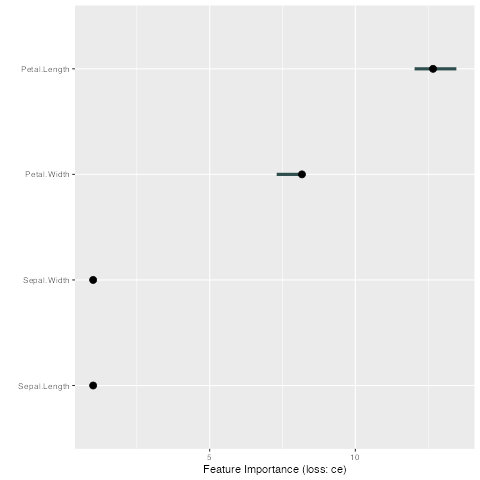 Petal.Length
Petal.Width
Sepal.Width
Sepal.Length
5 10
Feature Importance (loss: ce)